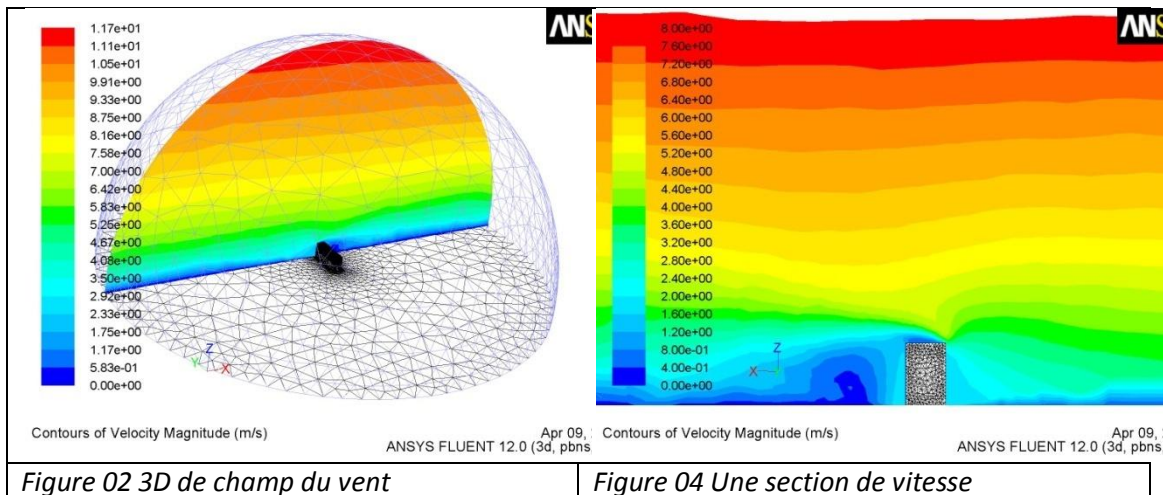 1.17e+01
1.11e+01
1.05e+01
9.91e+00
9.33e+00
8.75e+00
8.16e+00
7.58e+00
7.00e+00
6.42e+00
5.83e+00
5.25e+00
4.67e+00
4.08e+00
3.50e+00
2.92e+00
2.33e+00
1.75e+00
1.17e+00
5.83e-01
0.00e+00
ANS
Z
Y
X
Contours of Velocity Magnitude (m/s)
Apr 09,
ANSYS FLUENT 12.0 (3d, pbns
Figure 02 3D de champ du vent
8.00e+00
7.60e+00
7.20e+00
6.80e+00
6.40e+00
6.00e+00
5.60e+00
5.20e+00
4.80e+00
4.40e+00
4.00e+00
3.60e+00
3.20e+00
2.80e+00
2.40e+00
2.00e+00
1.60e+00
1.20e+00
8.00e-01
4.00e-01
0.00e+00
ANS
Z
X
Contours of Velocity Magnitude (m/s)
Apr 09,
ANSYS FLUENT 12.0 (3d, pbns
Figure 04 Une section de vitesse